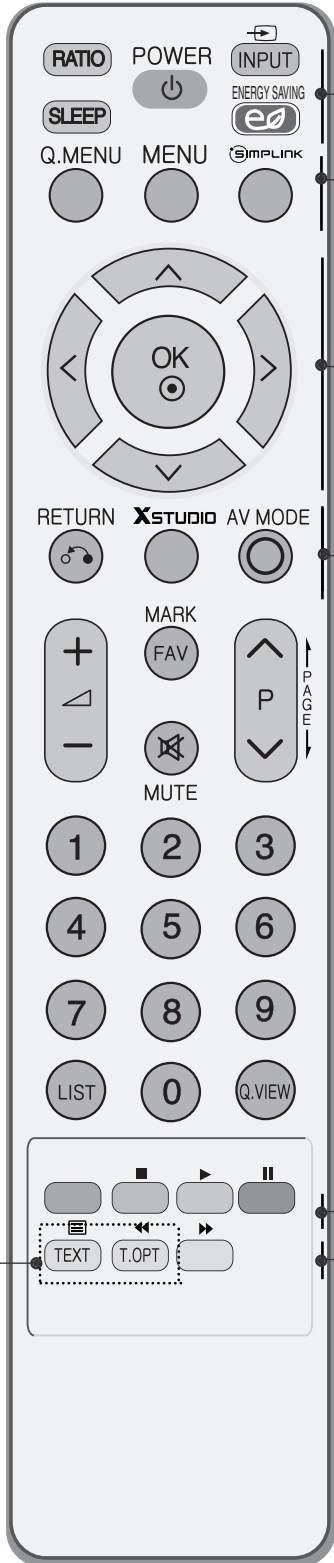 RATIO POWER INPUT
SLEEP ENERGY SAVING
Q.MENU MENU SIMPLINK
OK
RETURN XSTUDIO AV MODE
MARK
FAV
P
PAGE
MUTE
1 2 3
4 5 6
7 8 9
LIST 0 Q.VIEW
TEXT T.OPT